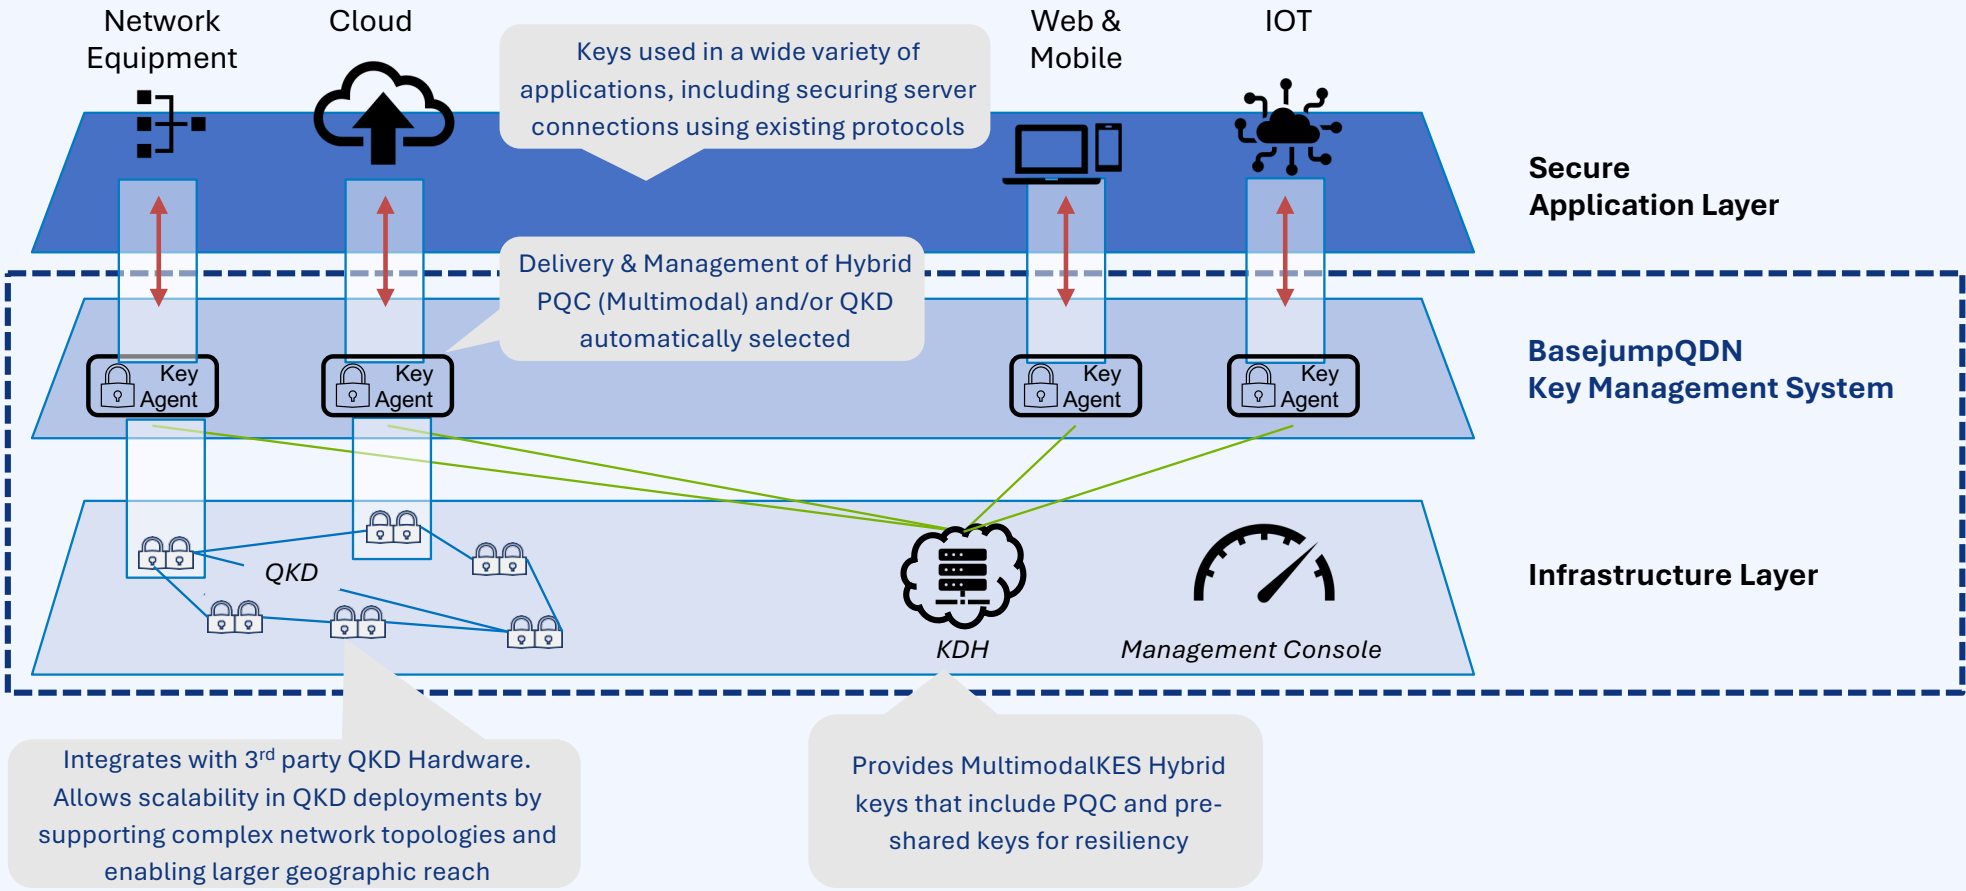 Network
Equipment
Cloud
Web &
Mobile
IOT
Keys used in a wide variety of
applications, including securing server
connections using existing protocols
Secure
Application Layer
Delivery & Management of Hybrid
PQC (Multimodal) and/or QKD
automatically selected
BasejumpQDN
Key Management System
Key
Agent
Key
Agent
Key
Agent
Key
Agent
QKD
KDH
Management Console
Infrastructure Layer
Integrates with 3rd party QKD Hardware.
Allows scalability in QKD deployments by
supporting complex network topologies and
enabling larger geographic reach
Provides MultimodalKES Hybrid
keys that include PQC and pre-
shared keys for resiliency